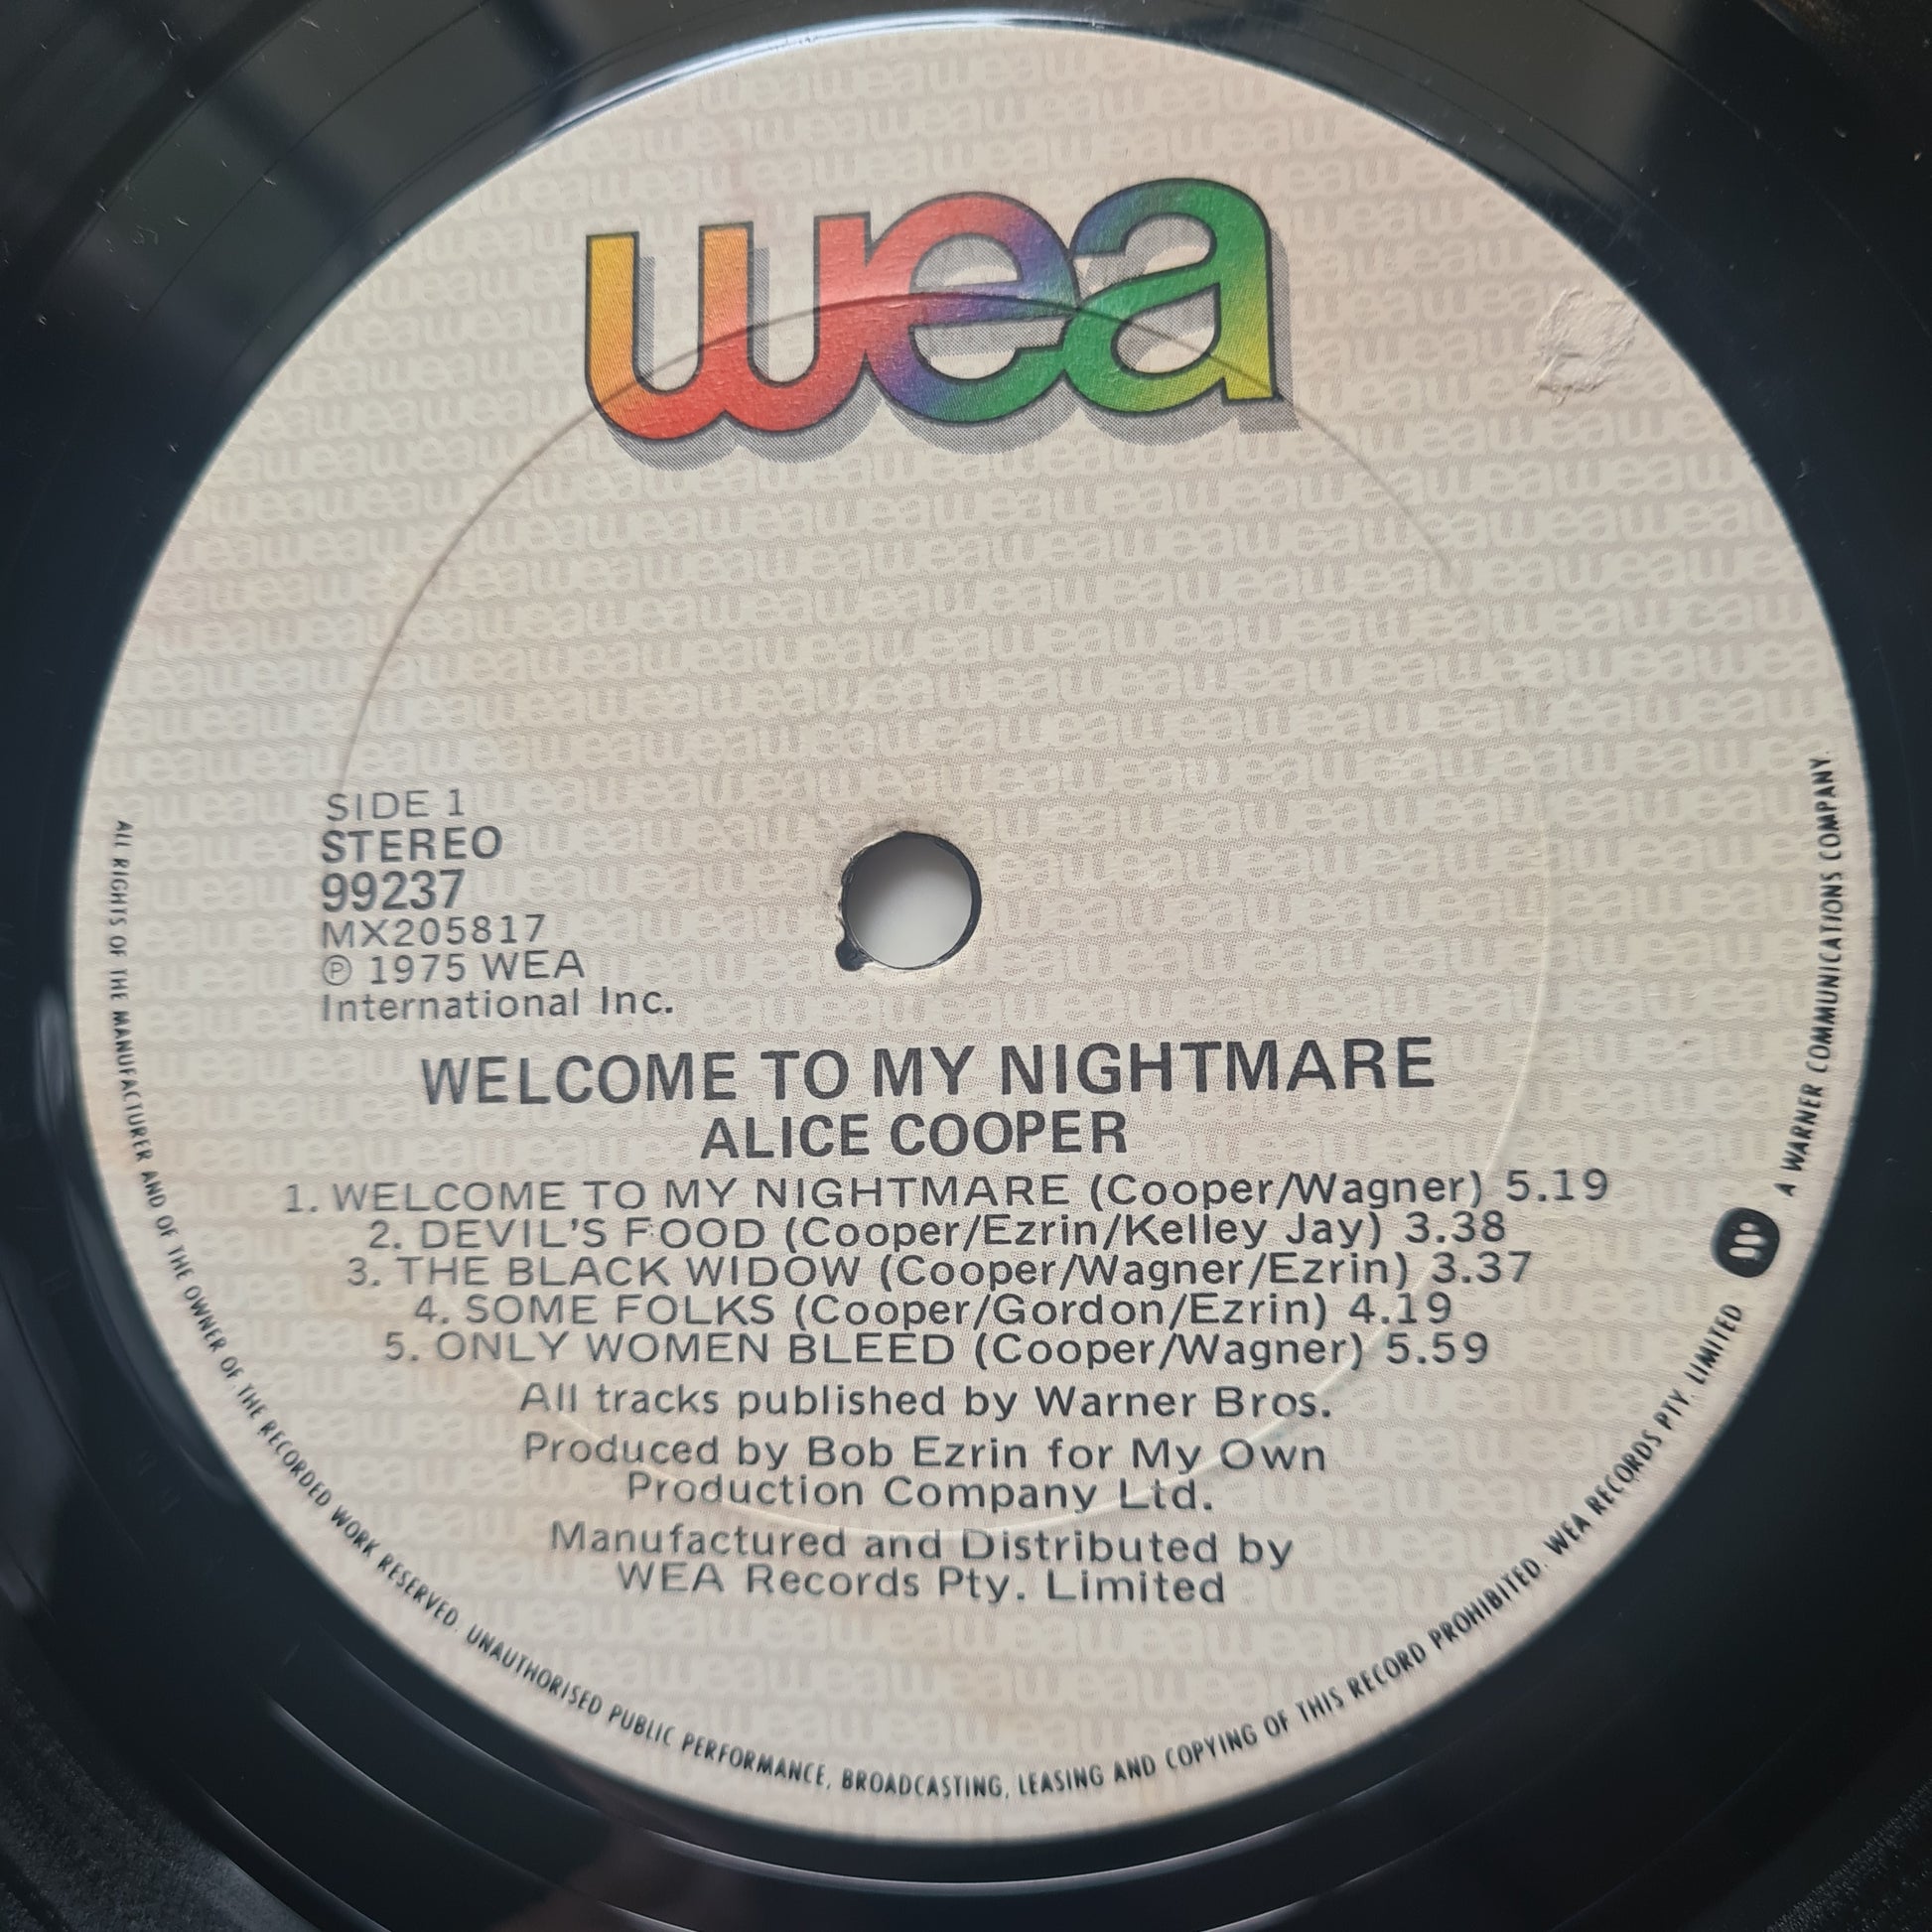 wea
SIDE 1
STEREO
99237
MX205817
℗ 1975 WEA
International Inc.
WELCOME TO MY NIGHTMARE
ALICE COOPER
1. WELCOME TO MY NIGHTMARE (Cooper/Wagner) 5.19
2. DEVIL'S FOOD (Cooper/Ezrin/Kelley Jay) 3.38
3. THE BLACK WIDOW (Cooper/Wagner/Ezrin) 3.37
4. SOME FOLKS (Cooper/Gordon/Ezrin) 4.19
5. ONLY WOMEN BLEED (Cooper/Wagner) 5.59
All tracks published by Warner Bros.
Produced by Bob Ezrin for My Own
Production Company Ltd.
Manufactured and Distributed by
WEA Records Pty. Limited
ALL RIGHTS OF THE MANUFACTURER AND OF THE OWNER OF THE RECORDED WORK RESERVED. UNAUTHORISED PUBLIC PERFORMANCE, BROADCASTING, LEASING AND COPYING OF THIS RECORD PROHIBITED. WEA RECORDS PTY. LIMITED A WARNER COMMUNICATIONS COMPANY.